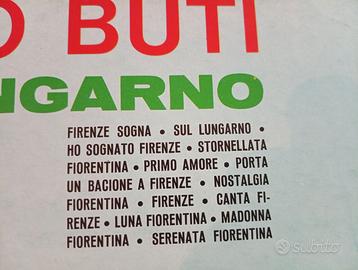 O BUTI
NGARNO
FIRENZE SOGNA • SUL LUNGARNO •
HO SOGNATO FIRENZE • STORNELLATA
FIORENTINA • PRIMO AMORE • PORTA
UN BACIONE A FIRENZE • NOSTALGIA
FIORENTINA • FIRENZE • CANTA FI-
RENZE • LUNA FIORENTINA • MADONNA
FIORENTINA • SERENATA FIORENTINA
subito